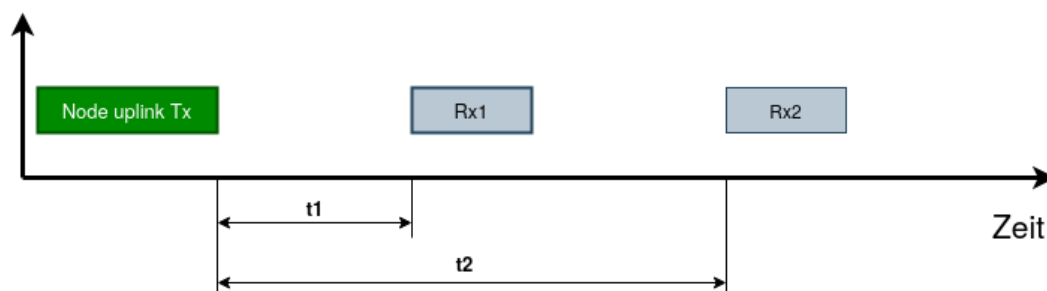 Node uplink Tx
Rx1
Rx2
t1
Zeit
t2